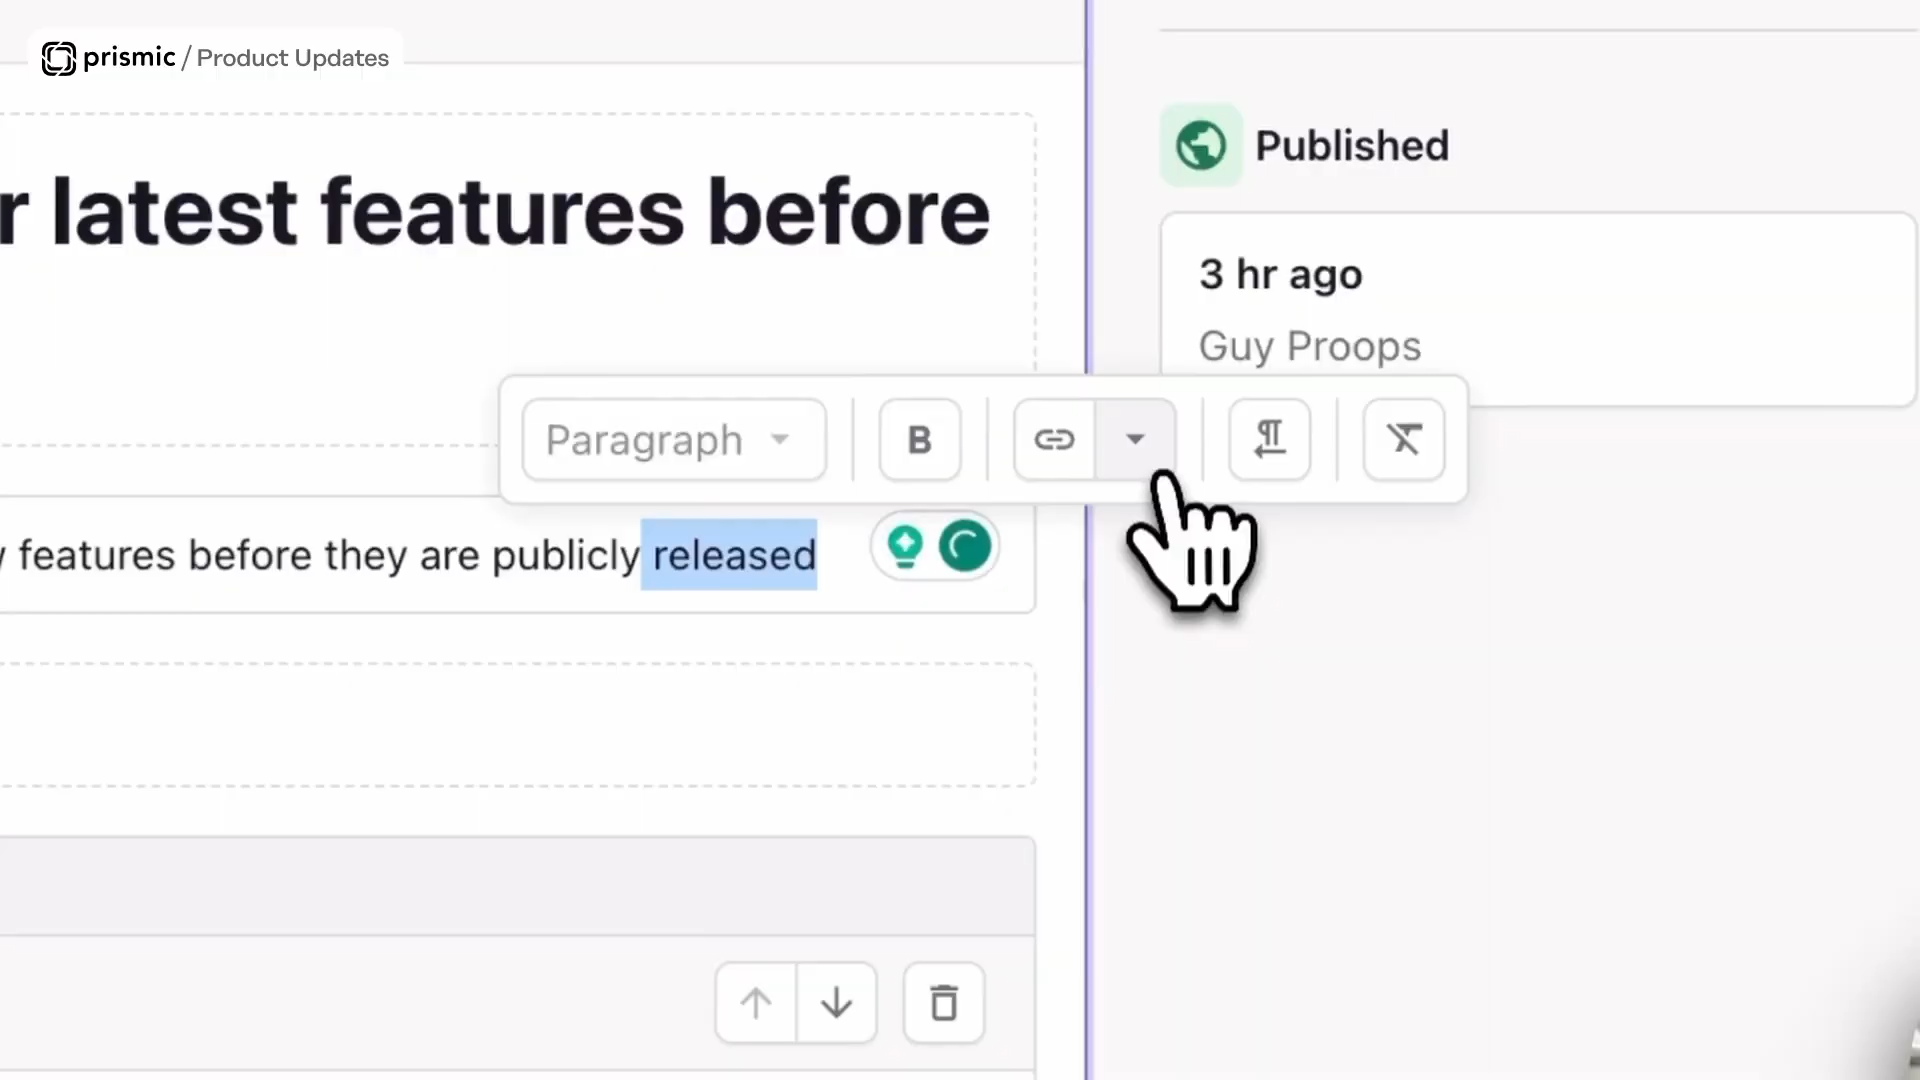 prismic / Product Updates
r latest features before
Published
3 hr ago
Guy Proops
Paragraph
B
features before they are publicly released